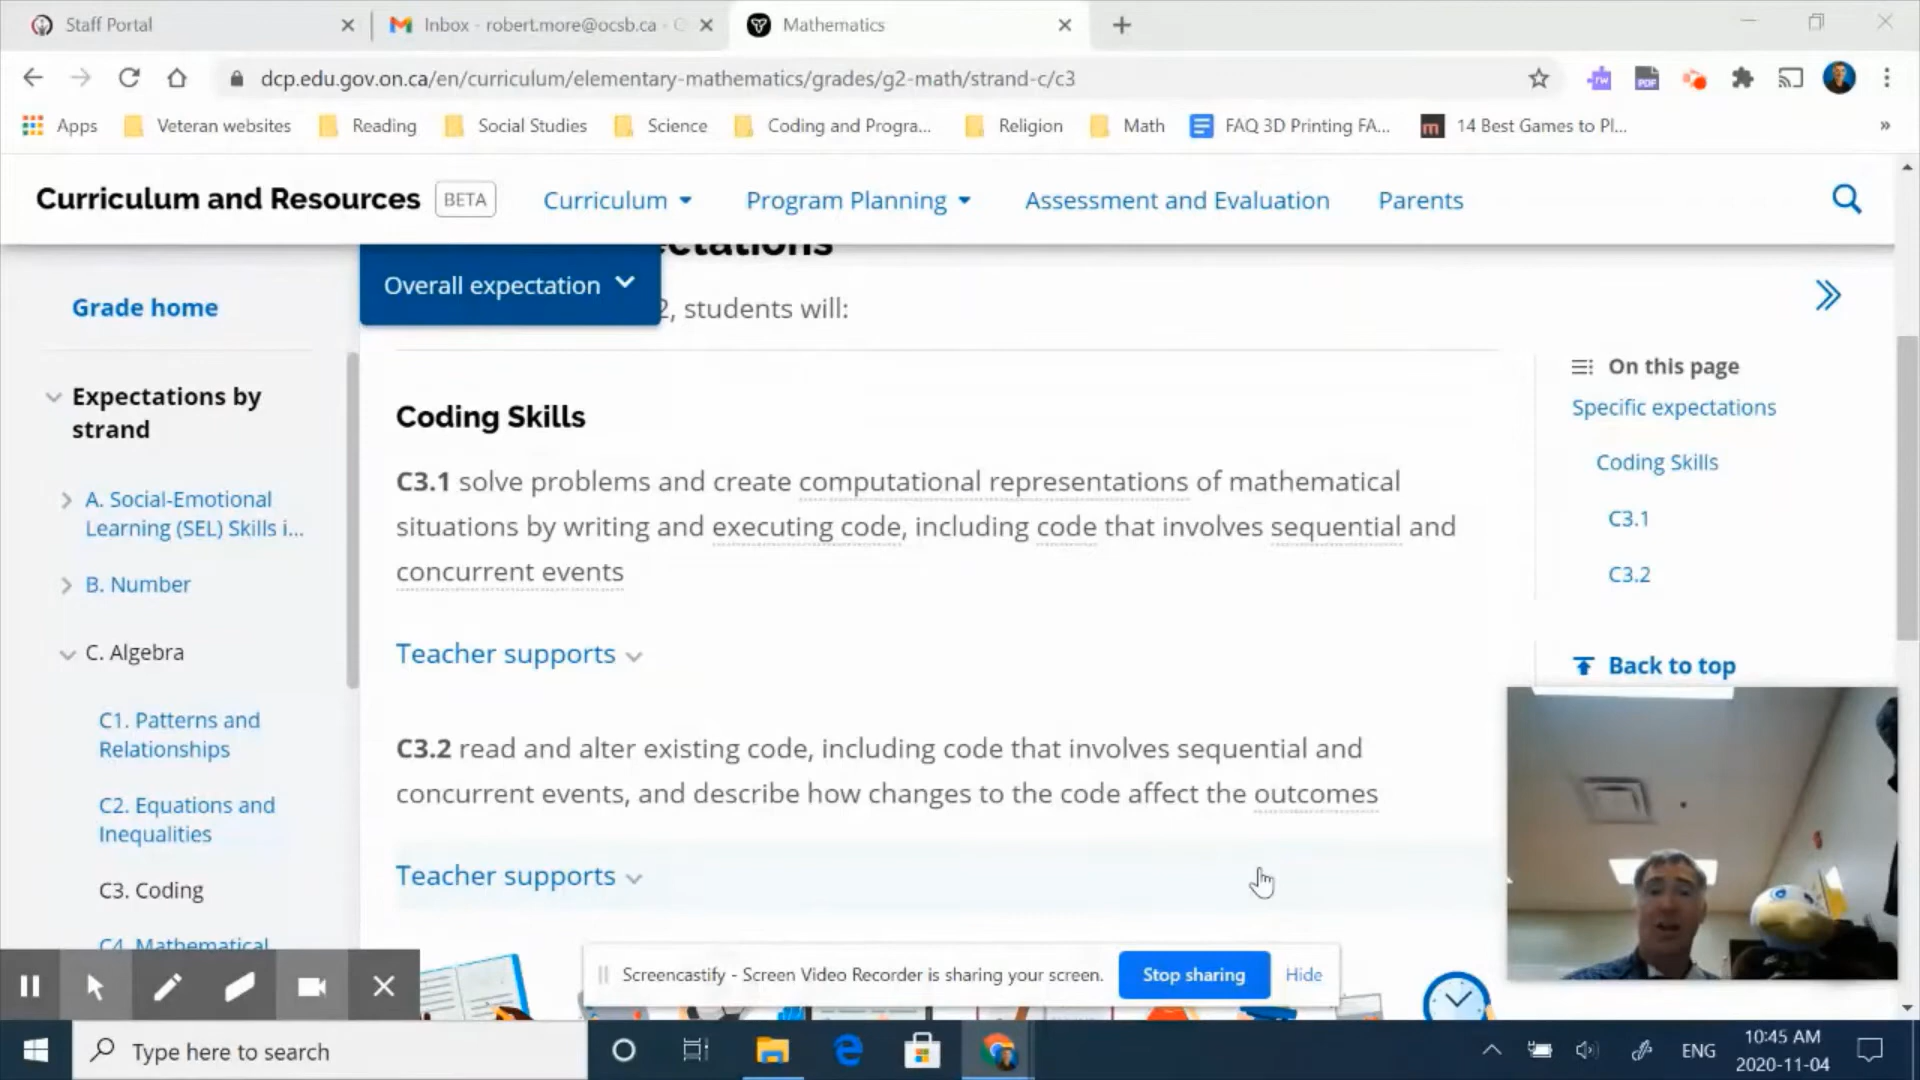 Staff Portal
Inbox - robert.more@ocsb.ca -
Mathematics
dcp.edu.gov.on.ca/en/curriculum/elementary-mathematics/grades/g2-math/strand-c/c3
Apps
Veteran websites
Reading
Social Studies
Science
Coding and Progra...
Religion
Math
FAQ 3D Printing FA...
14 Best Games to Pl...
Curriculum and Resources
BETA
Curriculum
Program Planning
Assessment and Evaluation
Parents
Overall expectation
2, students will:
Grade home
Expectations by
strand
A. Social-Emotional
Learning (SEL) Skills i...
B. Number
C. Algebra
C1. Patterns and
Relationships
C2. Equations and
Inequalities
C3. Coding
C4. Mathematical
Coding Skills
C3.1 solve problems and create computational representations of mathematical
situations by writing and executing code, including code that involves sequential and
concurrent events
Teacher supports
C3.2 read and alter existing code, including code that involves sequential and
concurrent events, and describe how changes to the code affect the outcomes
Teacher supports
On this page
Specific expectations
Coding Skills
C3.1
C3.2
Back to top
Screencastify - Screen Video Recorder is sharing your screen.
Stop sharing
Hide
Type here to search
ENG
10:45 AM
2020-11-04